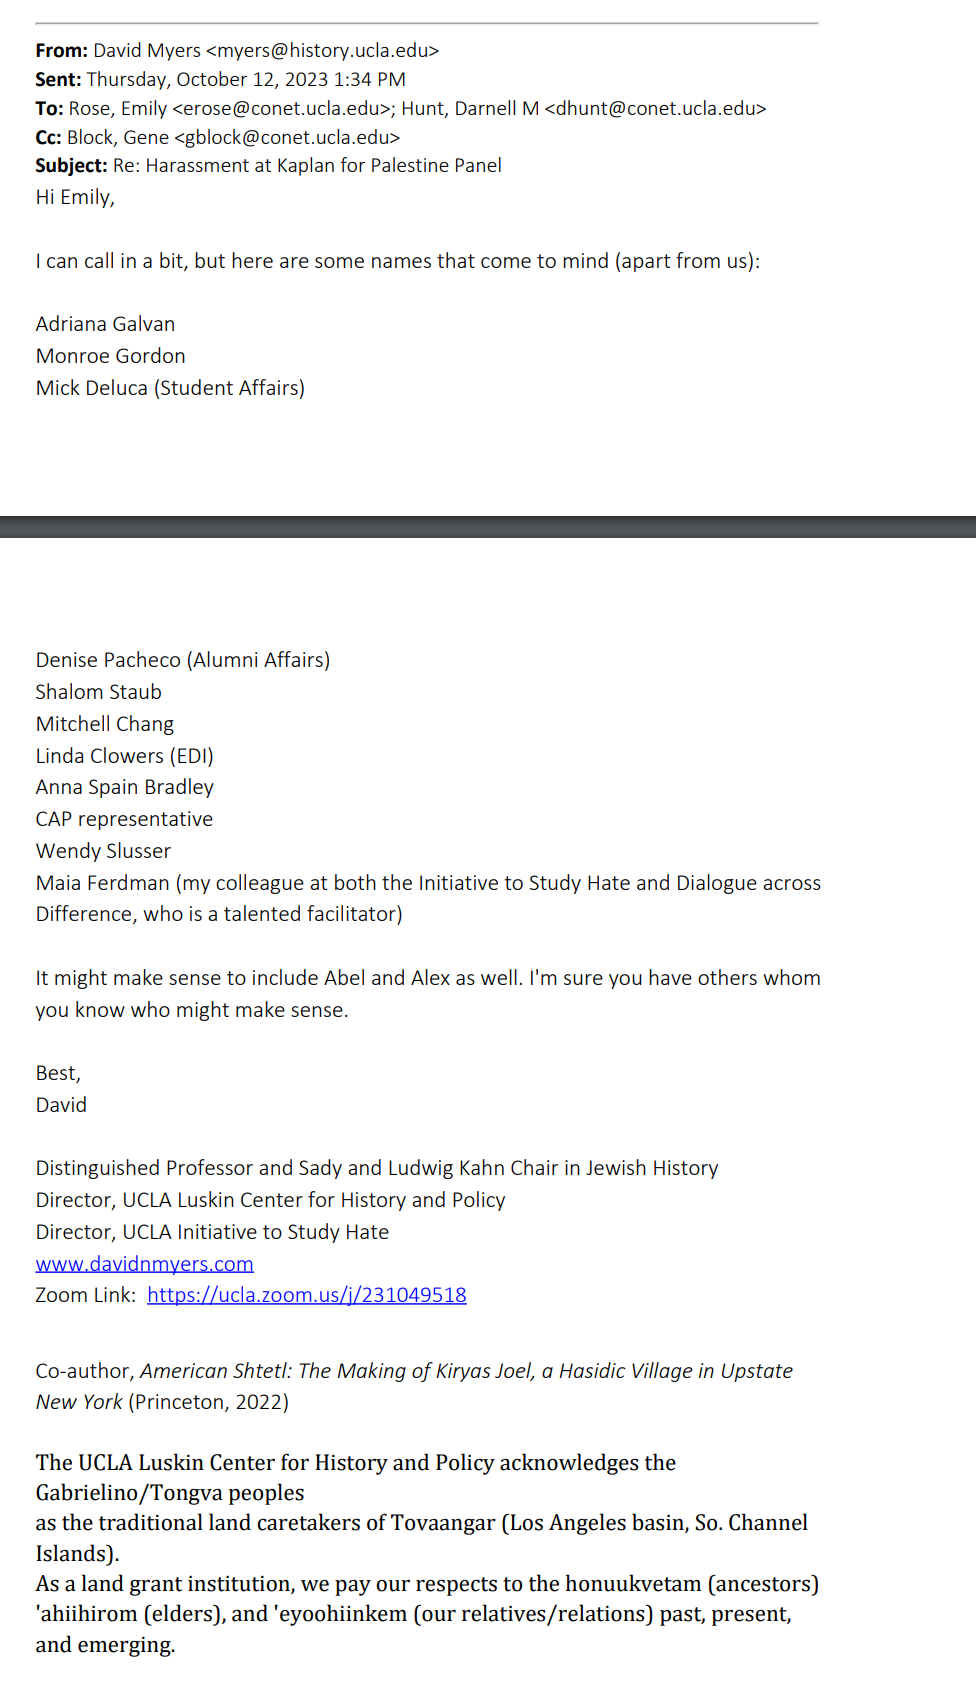 From: David Myers <myers@history.ucla.edu>
Sent: Thursday, October 12, 2023 1:34 PM
To: Rose, Emily <erose@conet.ucla.edu>; Hunt, Darnell M <dhunt@conet.ucla.edu>
Cc: Block, Gene <gblock@conet.ucla.edu>
Subject: Re: Harassment at Kaplan for Palestine Panel
Hi Emily,
I can call in a bit, but here are some names that come to mind (apart from us):
Adriana Galvan
Monroe Gordon
Mick Deluca (Student Affairs)
Denise Pacheco (Alumni Affairs)
Shalom Staub
Mitchell Chang
Linda Clowers (EDI)
Anna Spain Bradley
CAP representative
Wendy Slusser
Maia Ferdman (my colleague at both the Initiative to Study Hate and Dialogue across
Difference, who is a talented facilitator)
It might make sense to include Abel and Alex as well. I'm sure you have others whom
you know who might make sense.
Best,
David
Distinguished Professor and Sady and Ludwig Kahn Chair in Jewish History
Director, UCLA Luskin Center for History and Policy
Director, UCLA Initiative to Study Hate
www.davidnmyers.com
Zoom Link: https://ucla.zoom.us/j/231049518
Co-author, American Shtetl: The Making of Kiryas Joel, a Hasidic Village in Upstate
New York (Princeton, 2022)
The UCLA Luskin Center for History and Policy acknowledges the
Gabrielino/Tongva peoples
as the traditional land caretakers of Tovaangar (Los Angeles basin, So. Channel
Islands).
As a land grant institution, we pay our respects to the honuukvetam (ancestors)
'ahiihirom (elders), and 'eyoohiinkem (our relatives/relations) past, present,
and emerging.